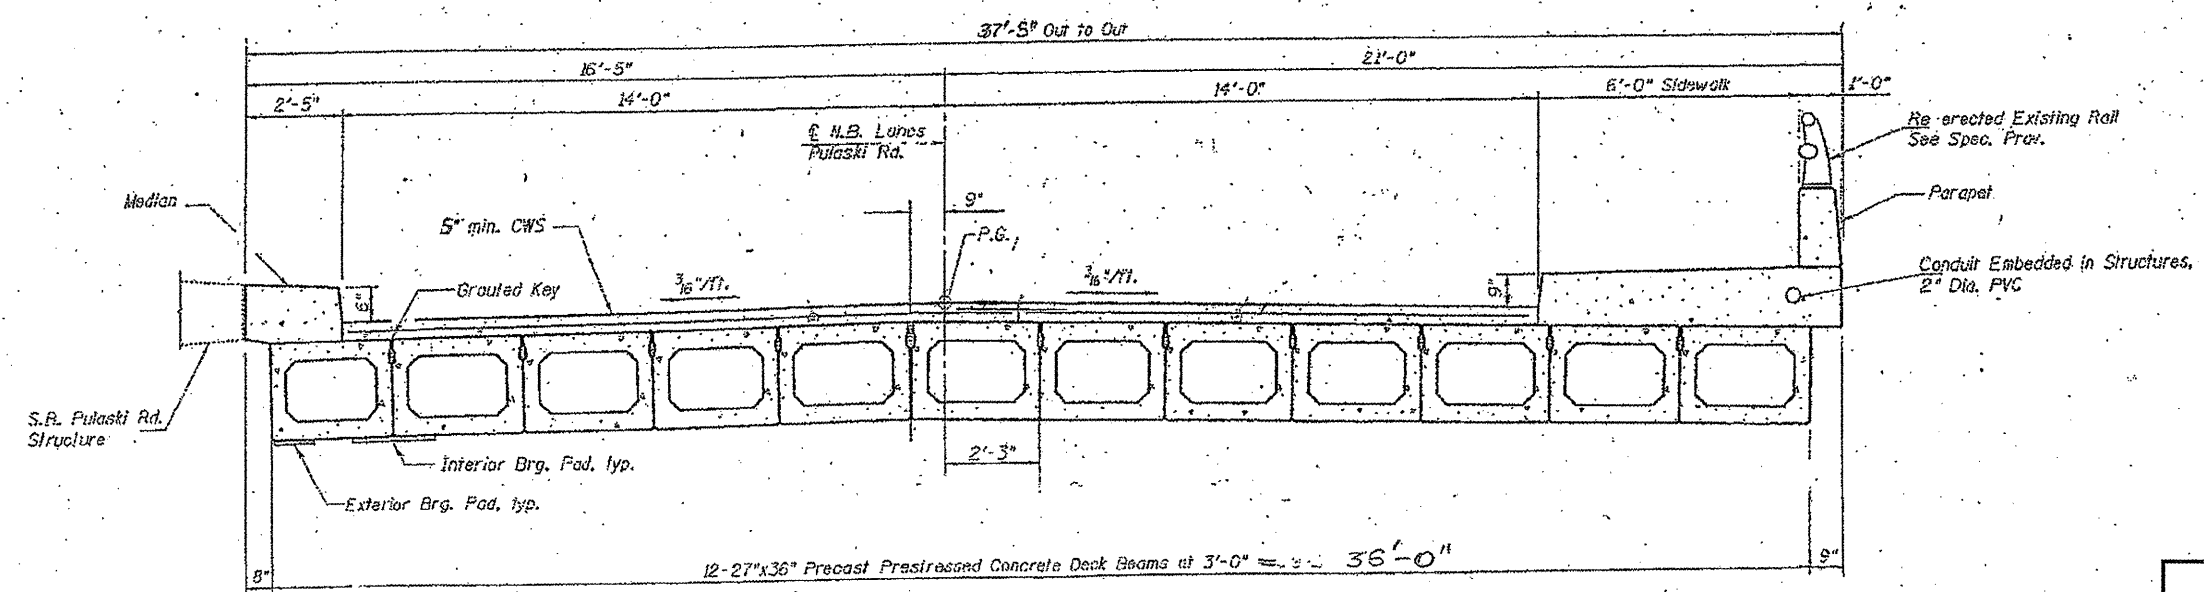 37'-5" Out to Out
16'-5"
21'-0"
2'-5"
14'-0"
14'-0"
6'-0" Sidewalk
1'-0"
℄ N.B. Lanes
Pulaski Rd.
Re-erected Existing Rail
See Spec. Prov.
Median
5" min. CWS
9"
P.G.
Parapet
6"
Grouted Key
3/16"/ft.
3/16"/ft.
9"
Conduit Embedded in Structures,
2" Dia. PVC
S.B. Pulaski Rd.
Structure
Interior Brg. Pad, typ.
2'-3"
Exterior Brg. Pad, typ.
8"
12-27"x36" Precast Prestressed Concrete Deck Beams at 3'-0" = 36'-0"
9"